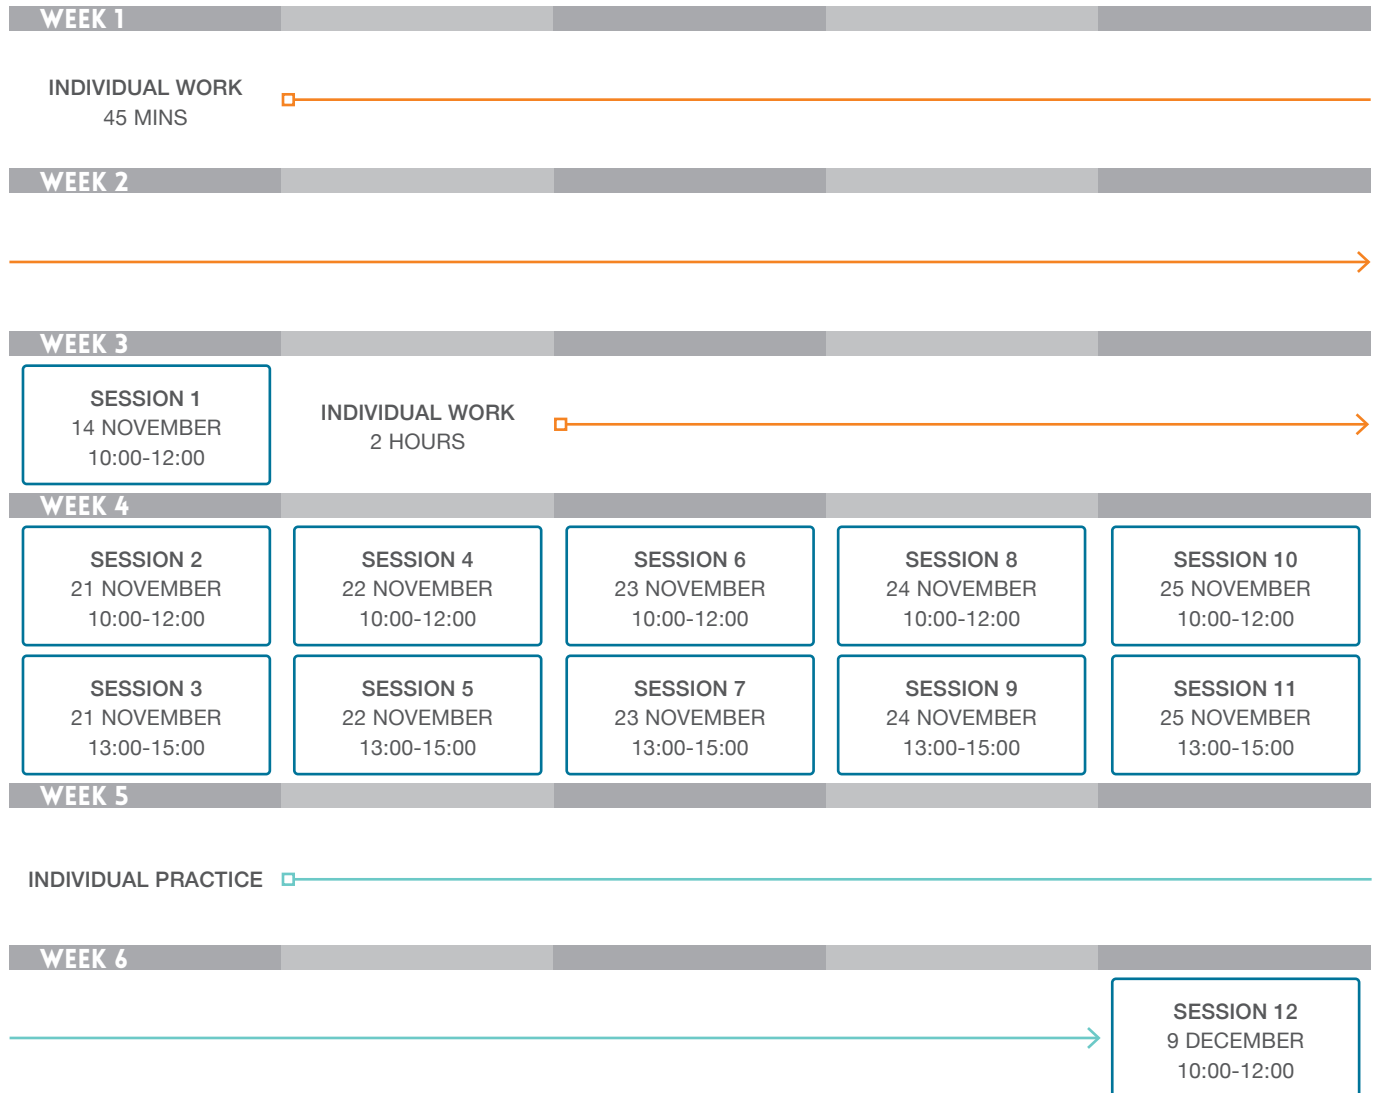 WEEK 1
INDIVIDUAL WORK
45 MINS
WEEK 2
WEEK 3
SESSION 1
14 NOVEMBER
10:00-12:00
INDIVIDUAL WORK
2 HOURS
WEEK 4
SESSION 2
21 NOVEMBER
10:00-12:00
SESSION 4
22 NOVEMBER
10:00-12:00
SESSION 6
23 NOVEMBER
10:00-12:00
SESSION 8
24 NOVEMBER
10:00-12:00
SESSION 10
25 NOVEMBER
10:00-12:00
SESSION 3
21 NOVEMBER
13:00-15:00
SESSION 5
22 NOVEMBER
13:00-15:00
SESSION 7
23 NOVEMBER
13:00-15:00
SESSION 9
24 NOVEMBER
13:00-15:00
SESSION 11
25 NOVEMBER
13:00-15:00
WEEK 5
INDIVIDUAL PRACTICE
WEEK 6
SESSION 12
9 DECEMBER
10:00-12:00